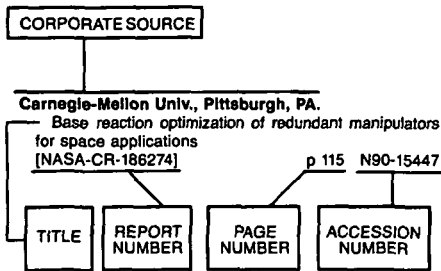 CORPORATE SOURCE
Carnegie-Mellon Univ., Pittsburgh, PA.
Base reaction optimization of redundant manipulators
for space applications
[NASA-CR-186274] p 115 N90-15447
TITLE
REPORT
NUMBER
PAGE
NUMBER
ACCESSION
NUMBER